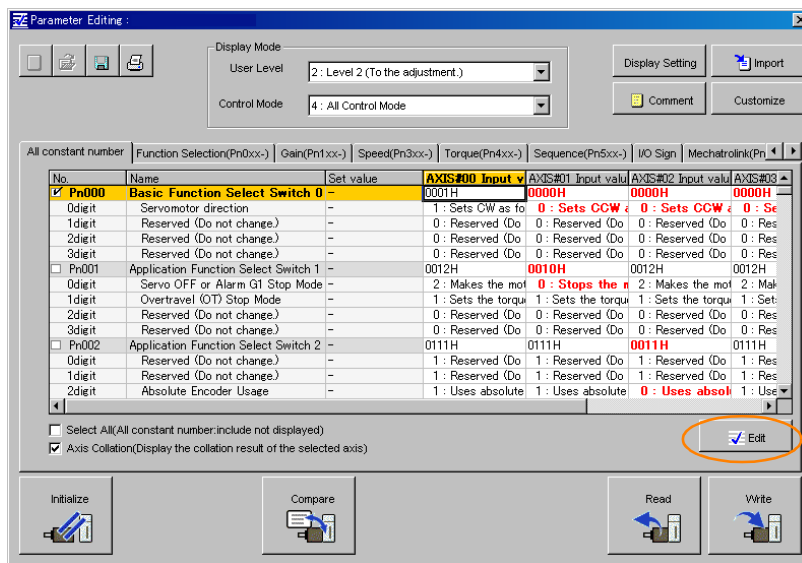 Parameter Editing :
Display Mode
User Level
2 : Level 2 (To the adjustment.)
Control Mode
4 : All Control Mode
Display Setting
Import
Comment
Customize
All constant number Function Selection(Pn0xx-) Gain(Pn1xx-) Speed(Pn3xx-) Torque(Pn4xx-) Sequence(Pn5xx-) I/O Sign Mechatrolink(Pn
No. Name Set value AXIS#00 Input v AXIS#01 Input valu AXIS#02 Input valu AXIS#03
Pn000 Basic Function Select Switch 0 - 0001H 0000H 0000H 0000H
0digit Servomotor direction - 1 : Sets CW as fo 0 : Sets CCW a 0 : Sets CCW a 0 : Se
1digit Reserved (Do not change.) - 0 : Reserved (Do 0 : Reserved (Do 0 : Reserved (Do 0 : Res
2digit Reserved (Do not change.) - 0 : Reserved (Do 0 : Reserved (Do 0 : Reserved (Do 0 : Res
3digit Reserved (Do not change.) - 0 : Reserved (Do 0 : Reserved (Do 0 : Reserved (Do 0 : Res
Pn001 Application Function Select Switch 1 - 0012H 0010H 0012H 0012H
0digit Servo OFF or Alarm G1 Stop Mode - 2 : Makes the mot 0 : Stops the m 2 : Makes the mot 2 : Mak
1digit Overtravel (OT) Stop Mode - 1 : Sets the torqu 1 : Sets the torqu 1 : Sets the torqu 1 : Set
2digit Reserved (Do not change.) - 0 : Reserved (Do 0 : Reserved (Do 0 : Reserved (Do 0 : Res
3digit Reserved (Do not change.) - 0 : Reserved (Do 0 : Reserved (Do 0 : Reserved (Do 0 : Res
Pn002 Application Function Select Switch 2 - 0111H 0111H 0011H 0111H
0digit Reserved (Do not change.) - 1 : Reserved (Do 1 : Reserved (Do 1 : Reserved (Do 1 : Res
1digit Reserved (Do not change.) - 1 : Reserved (Do 1 : Reserved (Do 1 : Reserved (Do 1 : Res
2digit Absolute Encoder Usage - 1 : Uses absolute 1 : Uses absolute 0 : Uses absol 1 : Use
Select All(All constant number:include not displayed)
Axis Collation(Display the collation result of the selected axis)
Edit
Initialize
Compare
Read
Write